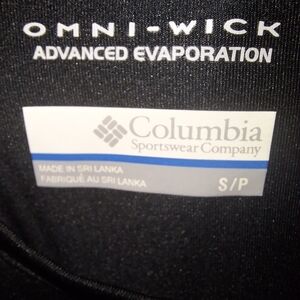 OMNI-WICK
ADVANCED EVAPORATION
Columbia
Sportswear Company
MADE IN SRI LANKA
FABRIQUÉ AU SRI LANKA
S/P